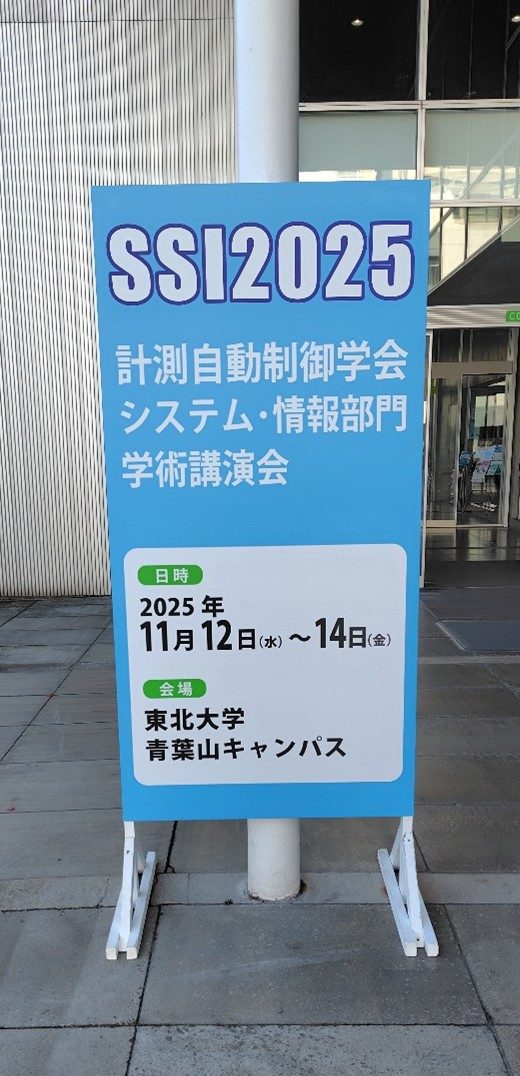 SSI2025
計測自動制御学会
システム・情報部門
学術講演会
日時
2025 年
11月12日(水) ～14日(金)
会場
東北大学
青葉山キャンパス